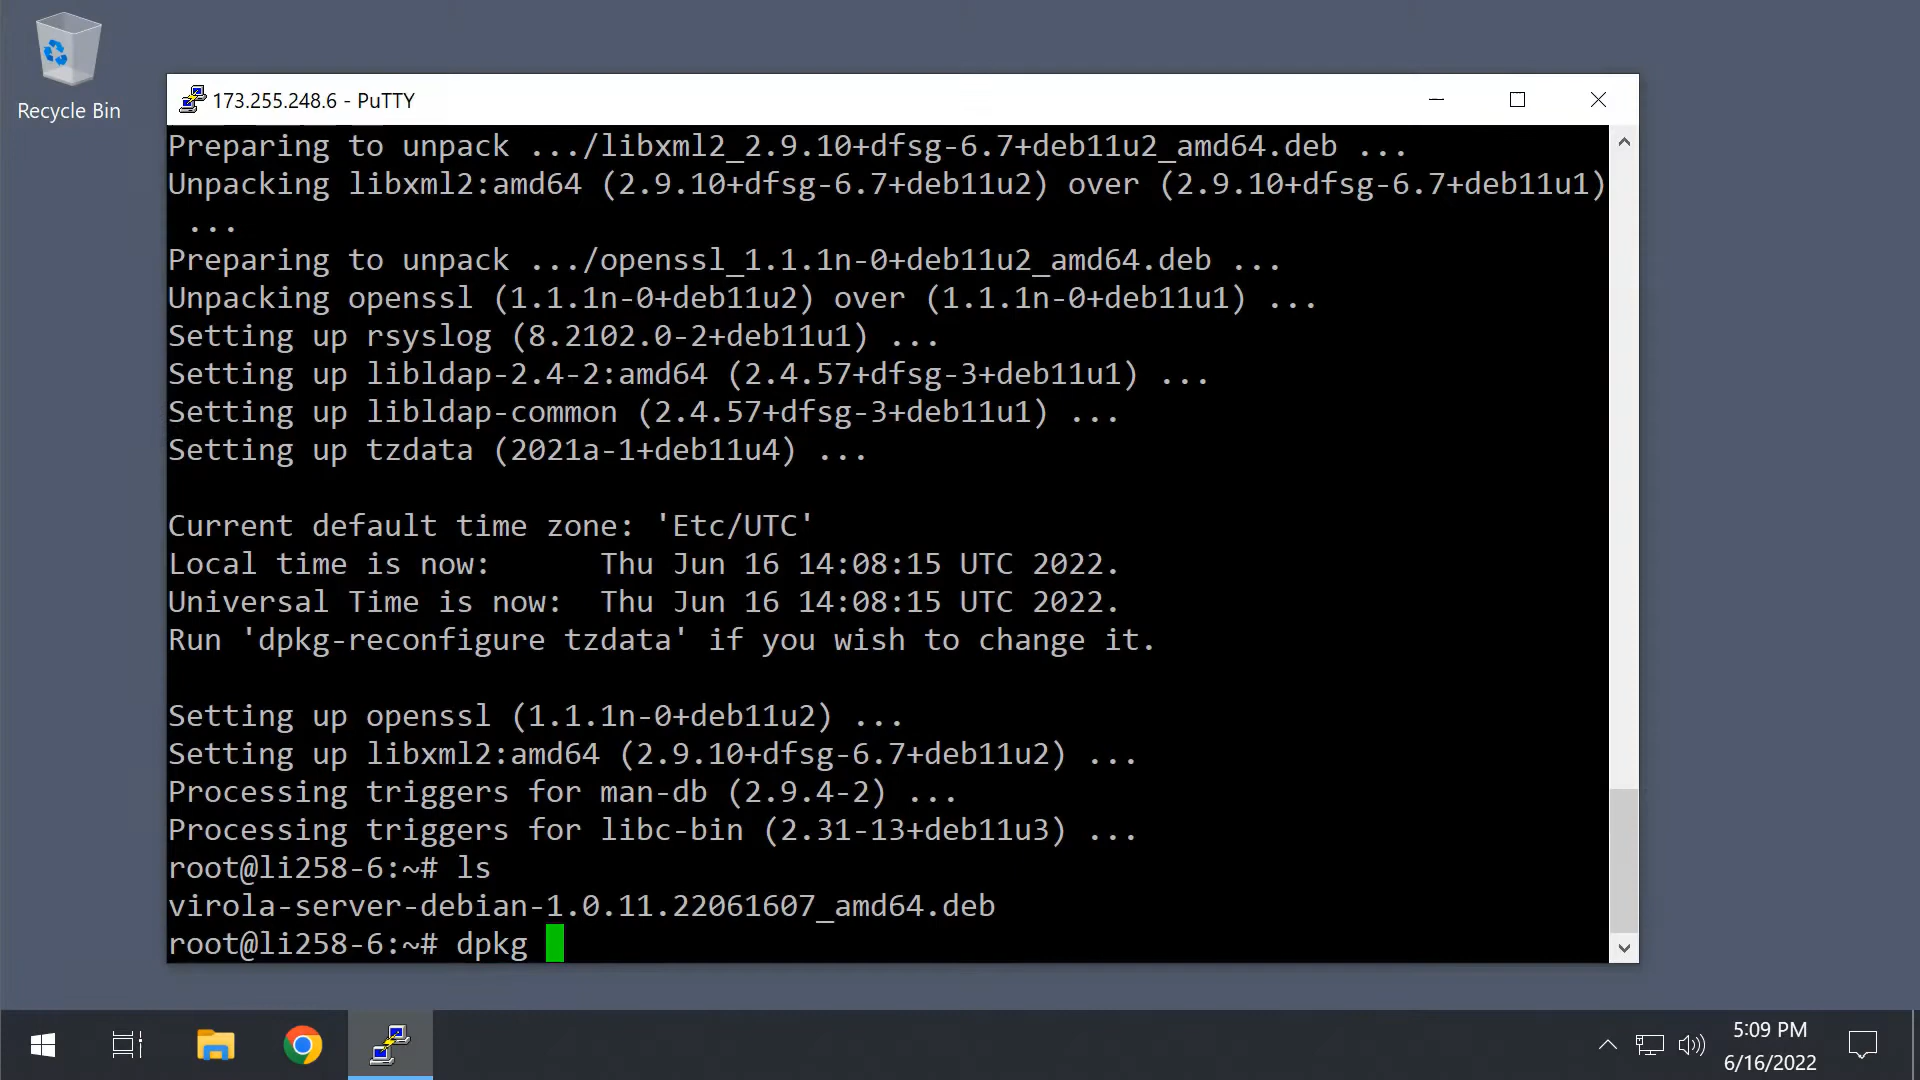 Recycle Bin
173.255.248.6 - PuTTY
Preparing to unpack .../libxml2_2.9.10+dfsg-6.7+deb11u2_amd64.deb ...
Unpacking libxml2:amd64 (2.9.10+dfsg-6.7+deb11u2) over (2.9.10+dfsg-6.7+deb11u1)
 ...
Preparing to unpack .../openssl_1.1.1n-0+deb11u2_amd64.deb ...
Unpacking openssl (1.1.1n-0+deb11u2) over (1.1.1n-0+deb11u1) ...
Setting up rsyslog (8.2102.0-2+deb11u1) ...
Setting up libldap-2.4-2:amd64 (2.4.57+dfsg-3+deb11u1) ...
Setting up libldap-common (2.4.57+dfsg-3+deb11u1) ...
Setting up tzdata (2021a-1+deb11u4) ...
Current default time zone: 'Etc/UTC'
Local time is now:      Thu Jun 16 14:08:15 UTC 2022.
Universal Time is now:  Thu Jun 16 14:08:15 UTC 2022.
Run 'dpkg-reconfigure tzdata' if you wish to change it.
Setting up openssl (1.1.1n-0+deb11u2) ...
Setting up libxml2:amd64 (2.9.10+dfsg-6.7+deb11u2) ...
Processing triggers for man-db (2.9.4-2) ...
Processing triggers for libc-bin (2.31-13+deb11u3) ...
root@li258-6:~# ls
virola-server-debian-1.0.11.22061607_amd64.deb
root@li258-6:~# dpkg
5:09 PM
6/16/2022